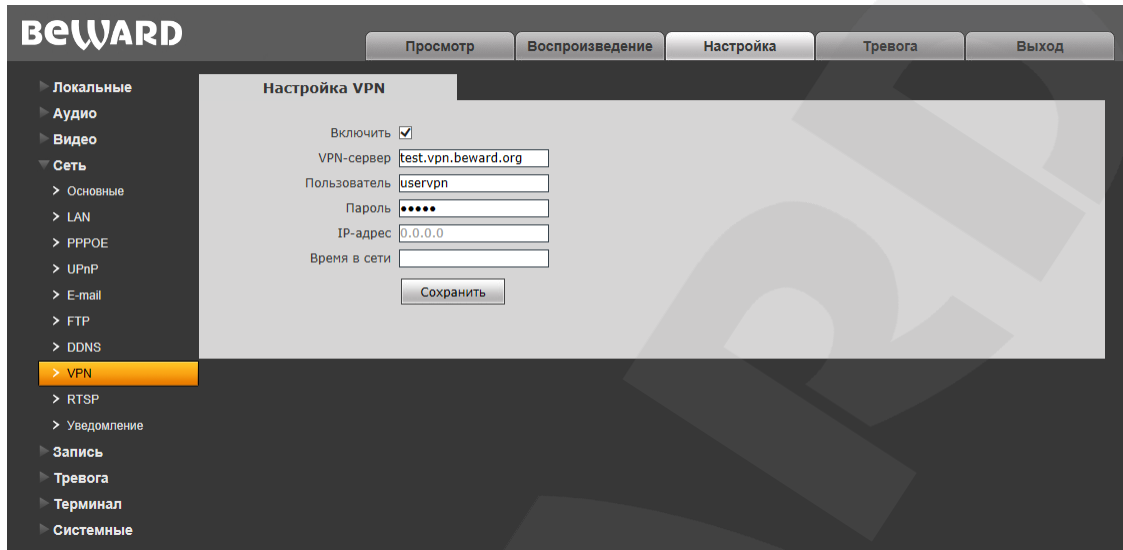 BEWARD
Просмотр Воспроизведение Настройка Тревога Выход
Локальные
Аудио
Видео
Сеть
Основные
LAN
PPPOE
UPnP
E-mail
FTP
DDNS
VPN
RTSP
Уведомление
Запись
Тревога
Терминал
Системные
Настройка VPN
Включить
VPN-сервер test.vpn.beward.org
Пользователь uservpn
Пароль •••••
IP-адрес 0.0.0.0
Время в сети
Сохранить